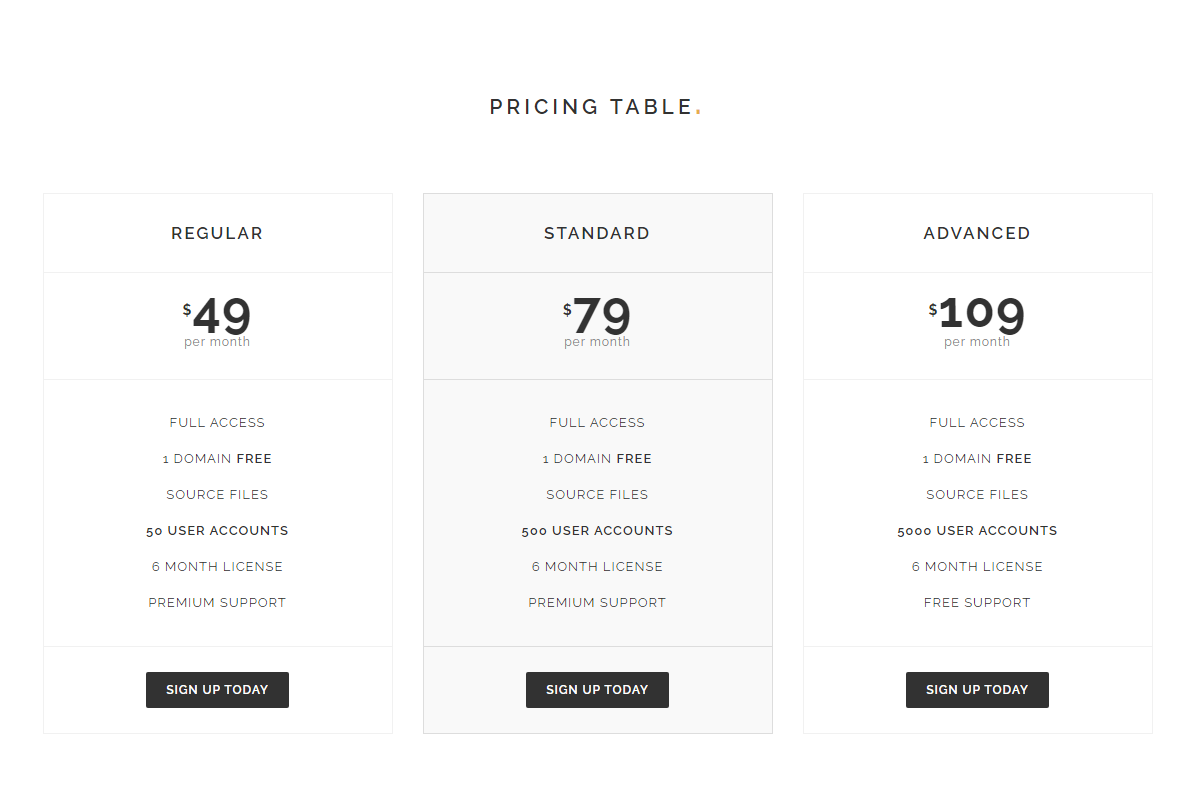 PRICING TABLE.
REGULAR
$49
per month
FULL ACCESS
1 DOMAIN FREE
SOURCE FILES
50 USER ACCOUNTS
6 MONTH LICENSE
PREMIUM SUPPORT
SIGN UP TODAY
STANDARD
$79
per month
FULL ACCESS
1 DOMAIN FREE
SOURCE FILES
500 USER ACCOUNTS
6 MONTH LICENSE
PREMIUM SUPPORT
SIGN UP TODAY
ADVANCED
$109
per month
FULL ACCESS
1 DOMAIN FREE
SOURCE FILES
5000 USER ACCOUNTS
6 MONTH LICENSE
FREE SUPPORT
SIGN UP TODAY